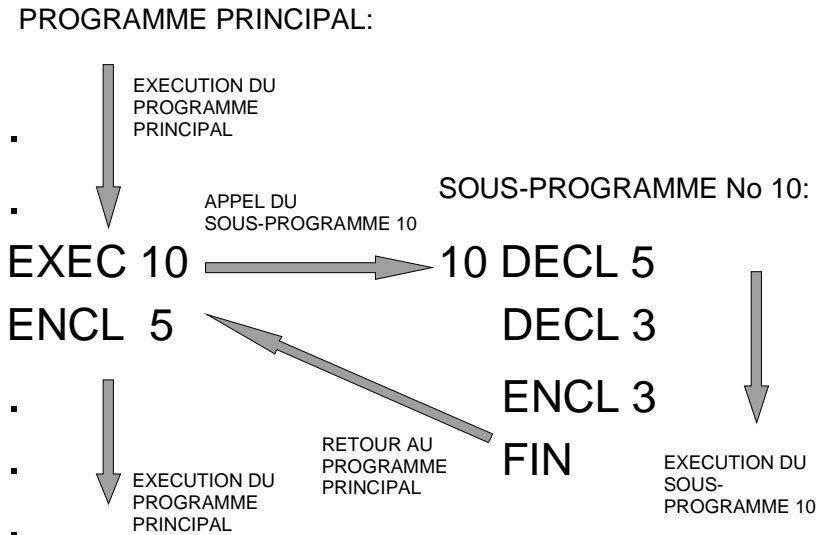 PROGRAMME PRINCIPAL:
EXECUTION DU
PROGRAMME
PRINCIPAL
APPEL DU
SOUS-PROGRAMME 10
SOUS-PROGRAMME No 10:
EXEC 10
10 DECL 5
ENCL 5
DECL 3
ENCL 3
RETOUR AU
PROGRAMME
PRINCIPAL
FIN
EXECUTION DU
SOUS-
PROGRAMME 10
EXECUTION DU
PROGRAMME
PRINCIPAL